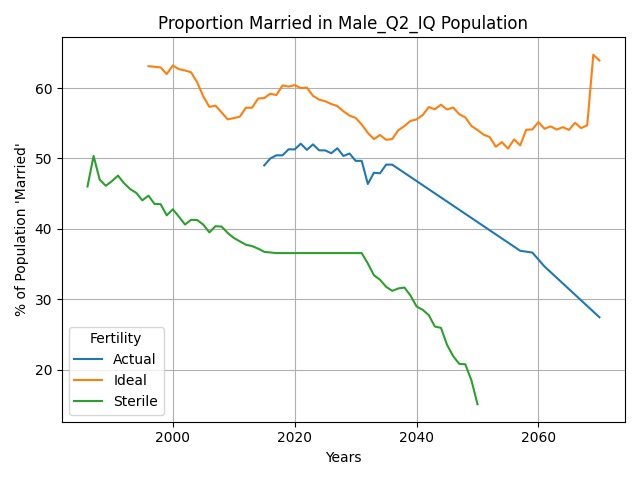 Proportion Married in Male_Q2_IQ Population
% of Population 'Married'
60
50
40
30
20
Fertility
Actual
Ideal
Sterile
2000
2020
2040
2060
Years